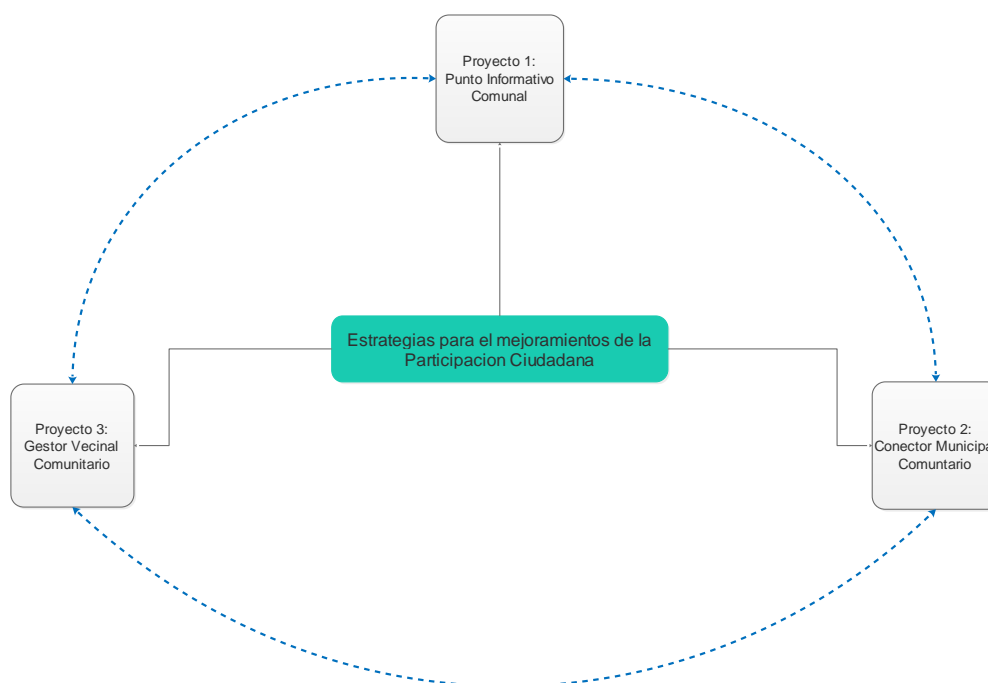 Proyecto 1:
Punto Informativo
Comunal
Estrategias para el mejoramientos de la
Participacion Ciudadana
Proyecto 3:
Gestor Vecinal
Comunitario
Proyecto 2:
Conector Municipa
Comuntario